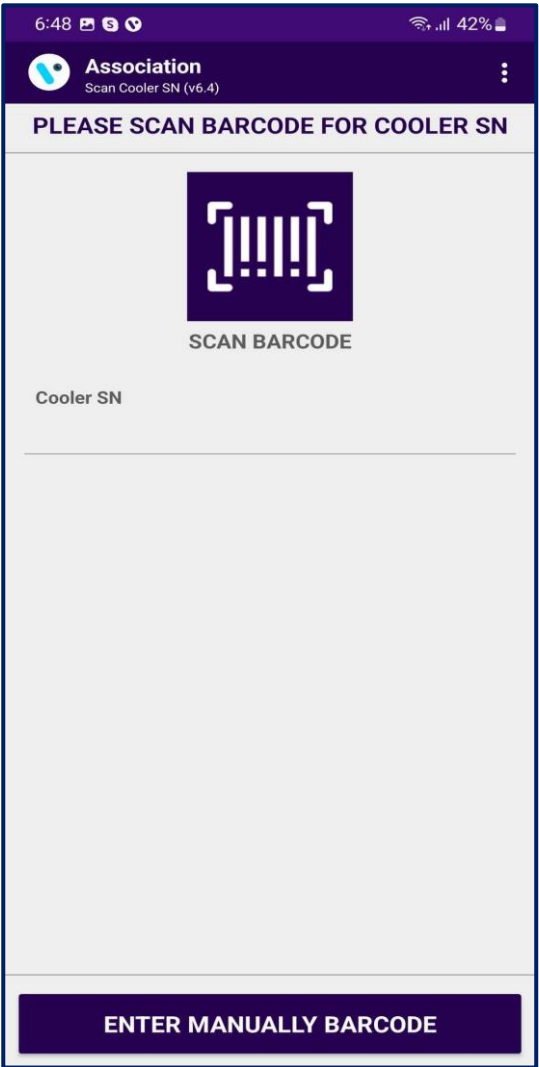 6:48 42%
Association
Scan Cooler SN (v6.4)
PLEASE SCAN BARCODE FOR COOLER SN
SCAN BARCODE
Cooler SN
ENTER MANUALLY BARCODE